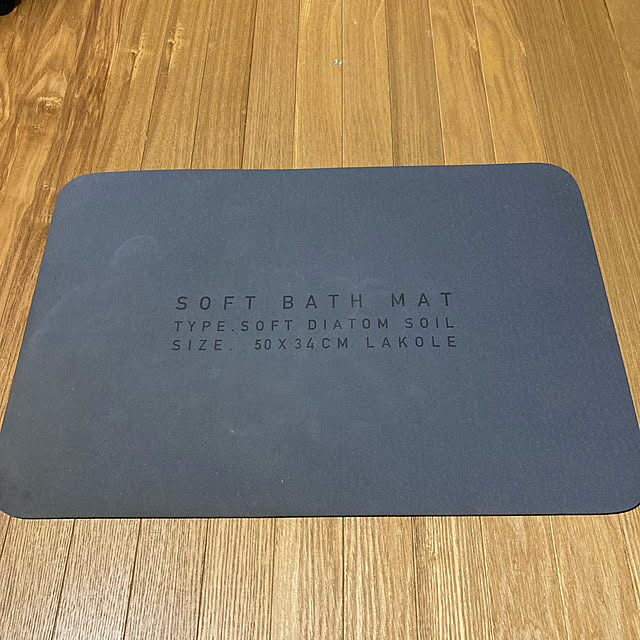 SOFT BATH MAT
TYPE.SOFT DIATOM SOIL
SIZE. 50X34CM LAKOLE